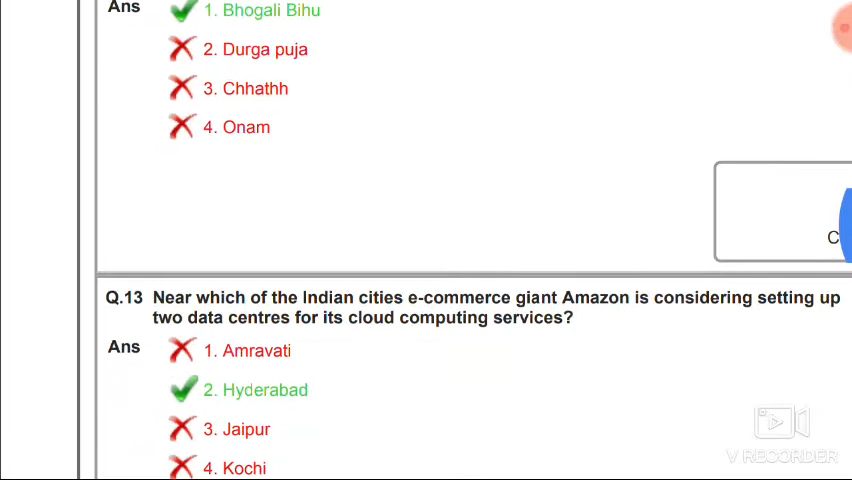 Ans 1. Bhogali Bihu
2. Durga puja
3. Chhathh
4. Onam
C
Q.13 Near which of the Indian cities e-commerce giant Amazon is considering setting up
two data centres for its cloud computing services?
Ans 1. Amravati
2. Hyderabad
3. Jaipur
4. Kochi
V RECORDER